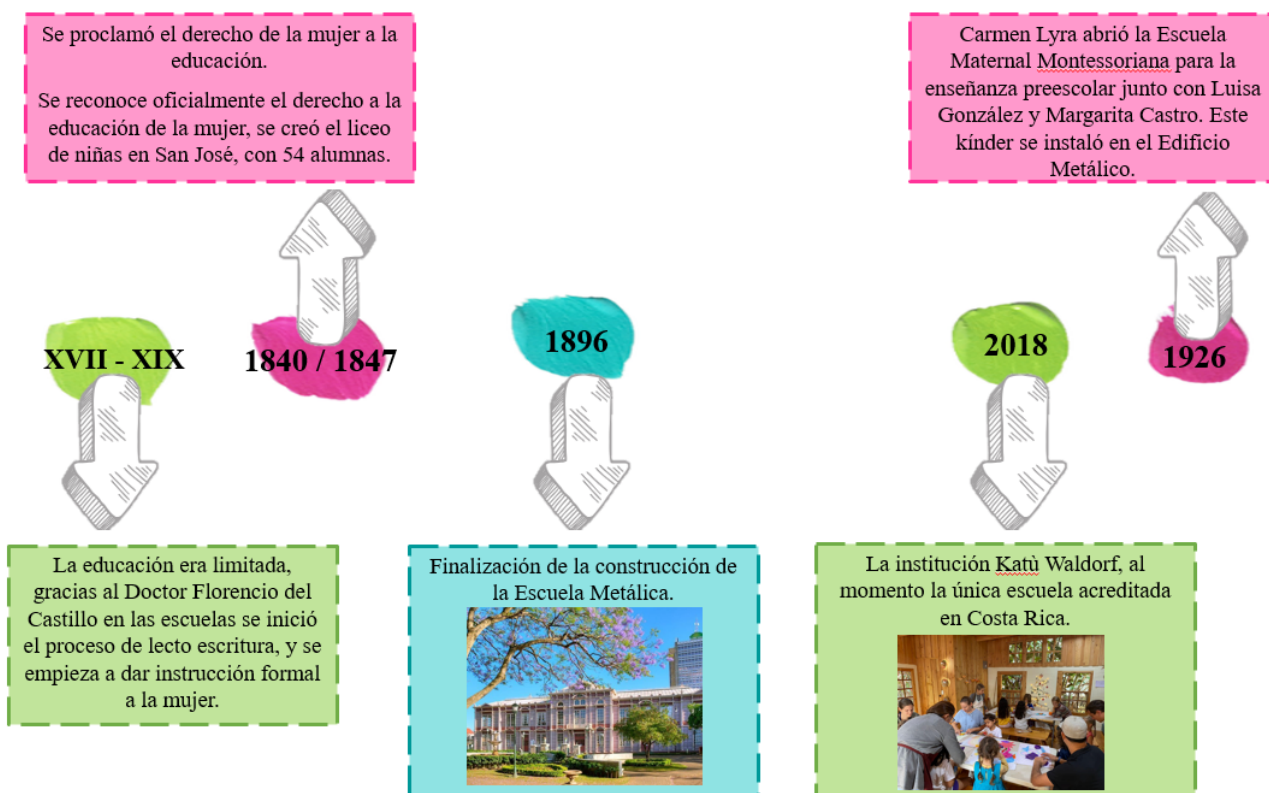 Se proclamó el derecho de la mujer a la
educación.
Se reconoce oficialmente el derecho a la
educación de la mujer, se creó el liceo
de niñas en San José, con 54 alumnas.
Carmen Lyra abrió la Escuela
Maternal Montessoriana para la
enseñanza preescolar junto con Luisa
González y Margarita Castro. Este
kínder se instaló en el Edificio
Metálico.
XVII - XIX
1840 / 1847
1896
2018
1926
La educación era limitada,
gracias al Doctor Florencio del
Castillo en las escuelas se inició
el proceso de lecto escritura, y se
empieza a dar instrucción formal
a la mujer.
Finalización de la construcción de
la Escuela Metálica.
La institución Katù Waldorf, al
momento la única escuela acreditada
en Costa Rica.